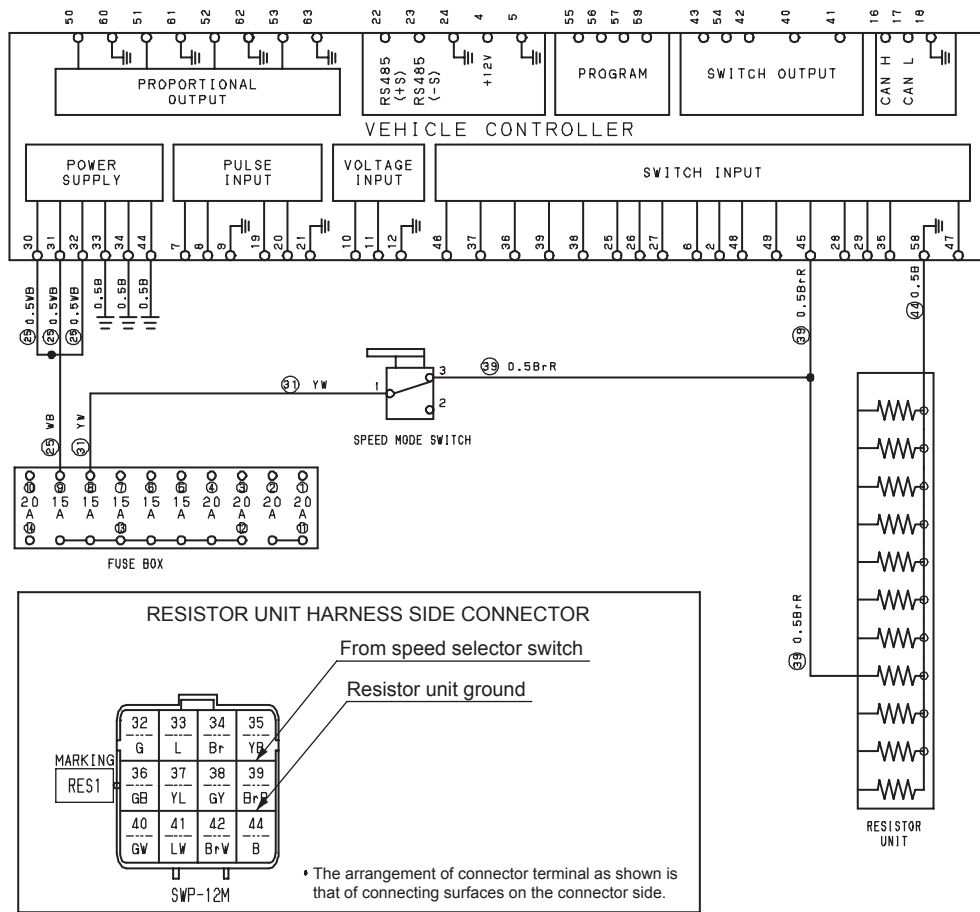 50 60 51 61 52 62 53 63 22 23 24 4 5 55 56 57 59 43 54 42 40 41 16 17 18
PROPORTIONAL
OUTPUT
RS485
(+S)
RS485
(-S)
+12V
PROGRAM
SWITCH OUTPUT
CAN H
CAN L
VEHICLE CONTROLLER
POWER
SUPPLY
PULSE
INPUT
VOLTAGE
INPUT
SWITCH INPUT
30 31 32 33 34 44 7 8 9 19 20 21 10 11 12 46 37 36 39 38 25 26 27 6 2 48 49 45 28 29 35 58 47
25 0.5WB
25 0.5WB
25 0.5WB
0.5B
0.5B
0.5B
39 0.5BrR
44 0.5B
25 WB
31 YW
31 YW
1
3
2
39 0.5BrR
SPEED MODE SWITCH
10 9 8 7 6 5 4 3 2 1
20 15 15 15 15 15 20 20 20 20
A A A A A A A A A A
14 13 12 11
FUSE BOX
39 0.5BrR
RESISTOR
UNIT
RESISTOR UNIT HARNESS SIDE CONNECTOR
From speed selector switch
Resistor unit ground
32 33 34 35
G L Br YB
MARKING
RES1
36 37 38 39
GB YL GY BrR
40 41 42 44
GW LW BrW B
SWP-12M
* The arrangement of connector terminal as shown is
that of connecting surfaces on the connector side.